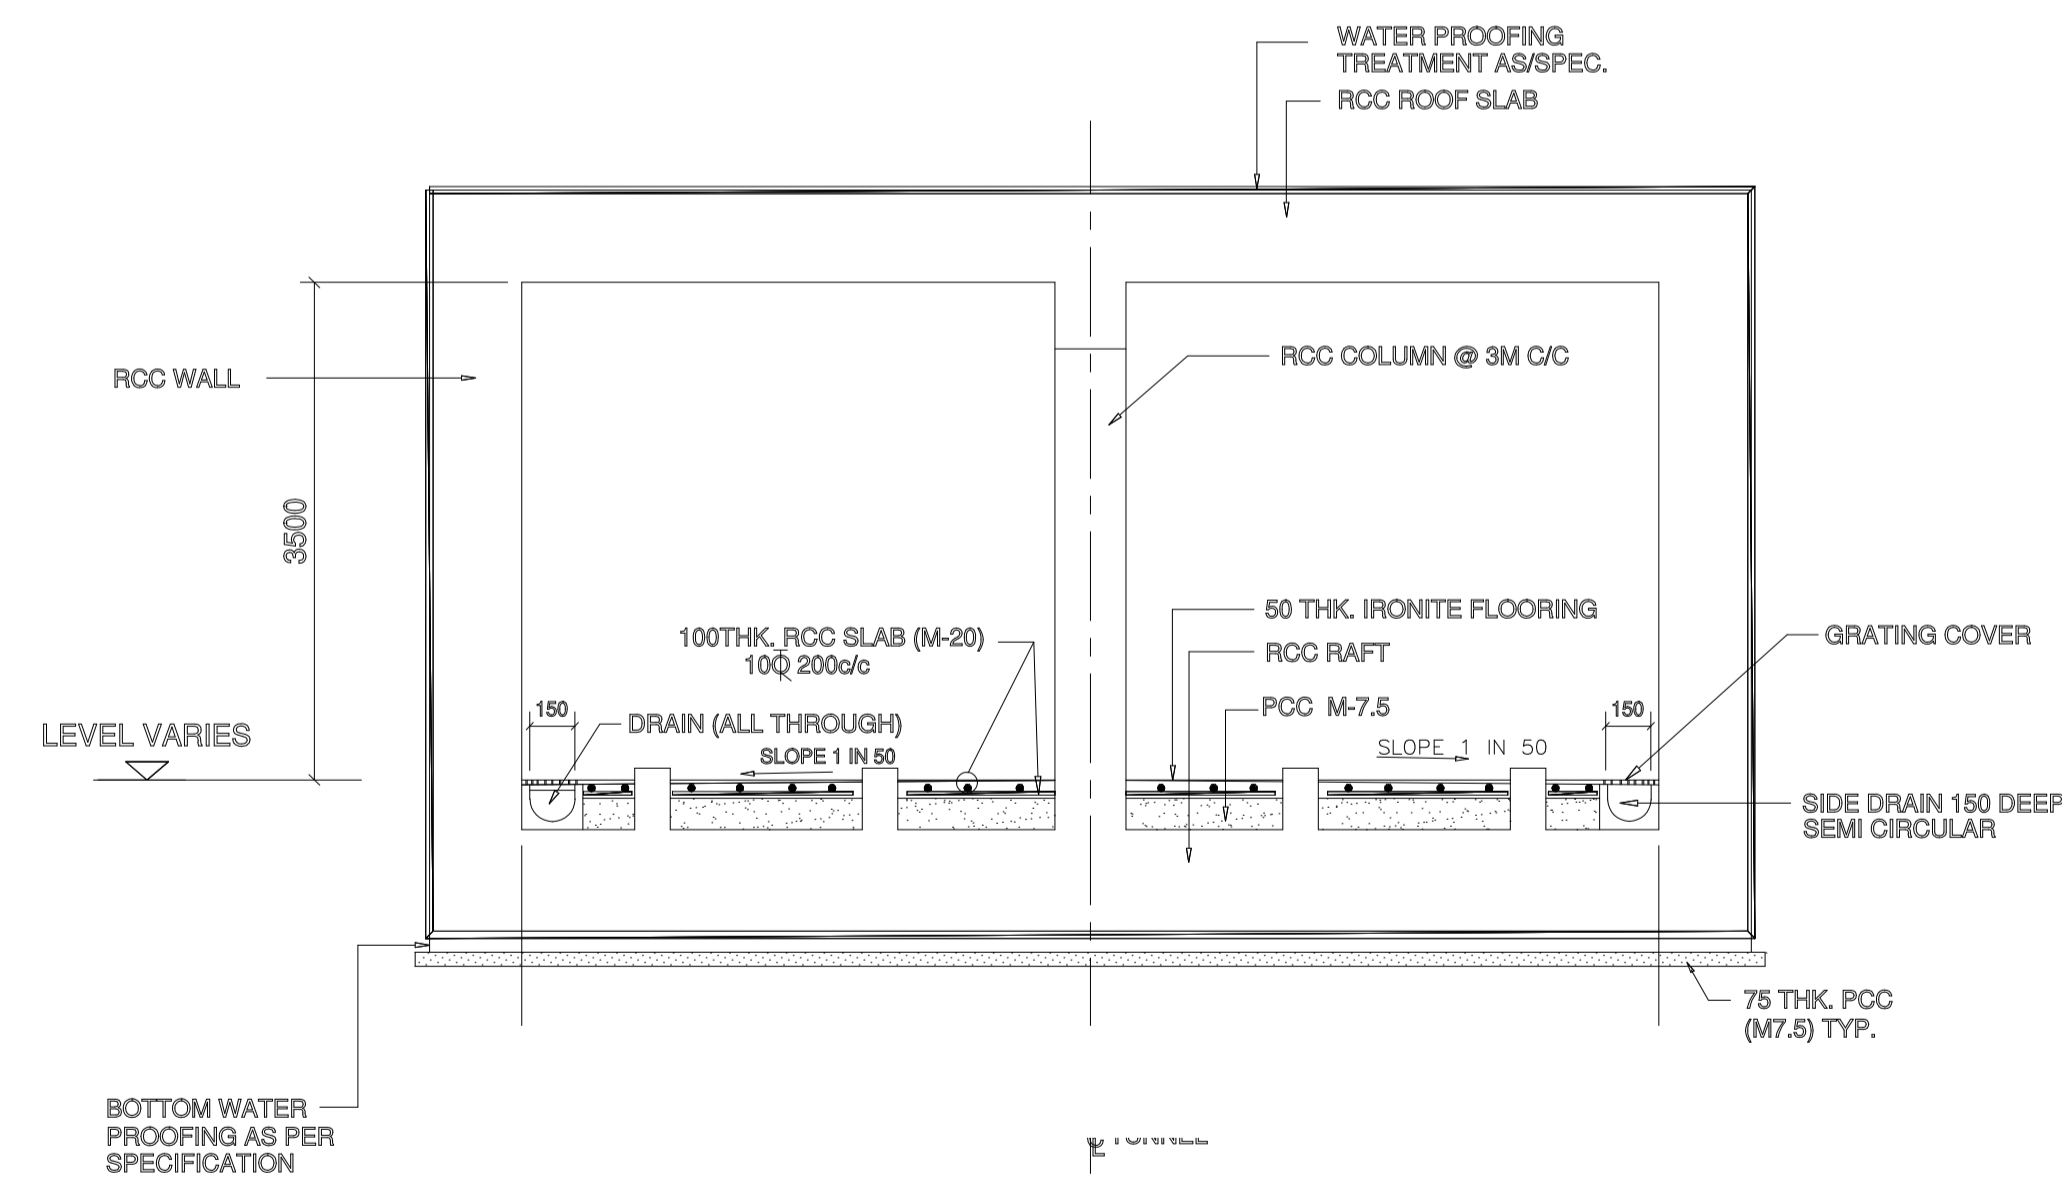 WATER PROOFING
TREATMENT AS/SPEC.
RCC ROOF SLAB
RCC WALL
RCC COLUMN @ 3M C/C
3500
50 THK. IRONITE FLOORING
100THK. RCC SLAB (M-20)
10 200c/c
RCC RAFT
GRATING COVER
PCC M-7.5
150
150
DRAIN (ALL THROUGH)
LEVEL VARIES
SLOPE 1 IN 50
SLOPE 1 IN 50
SIDE DRAIN 150 DEEP
SEMI CIRCULAR
75 THK. PCC
(M7.5) TYP.
BOTTOM WATER
PROOFING AS PER
SPECIFICATION
TUNNEL